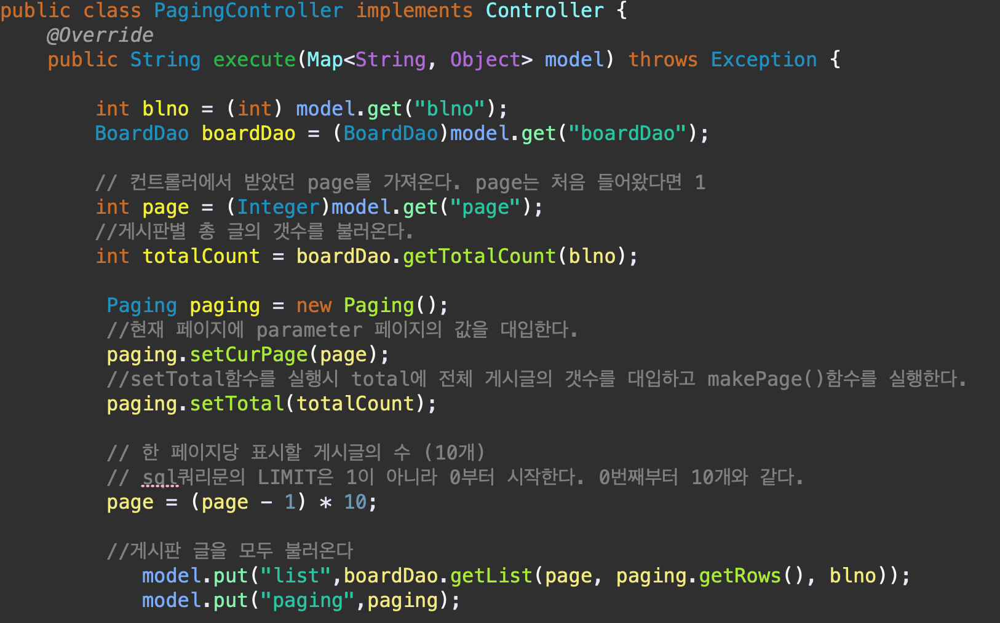 public class PagingController implements Controller {
@Override
public String execute(Map<String, Object> model) throws Exception {
int blno = (int) model.get("blno");
BoardDao boardDao = (BoardDao)model.get("boardDao");
// 컨트롤러에서 받았던 page를 가져온다. page는 처음 들어왔다면 1
int page = (Integer)model.get("page");
//게시판별 총 글의 갯수를 불러온다.
int totalCount = boardDao.getTotalCount(blno);
Paging paging = new Paging();
//현재 페이지에 parameter 페이지의 값을 대입한다.
paging.setCurPage(page);
//setTotal함수를 실행시 total에 전체 게시글의 갯수를 대입하고 makePage()함수를 실행한다.
paging.setTotal(totalCount);
// 한 페이지당 표시할 게시글의 수 (10개)
// sql쿼리문의 LIMIT은 1이 아니라 0부터 시작한다. 0번째부터 10개와 같다.
page = (page - 1) * 10;
//게시판 글을 모두 불러온다
model.put("list",boardDao.getList(page, paging.getRows(), blno));
model.put("paging",paging);